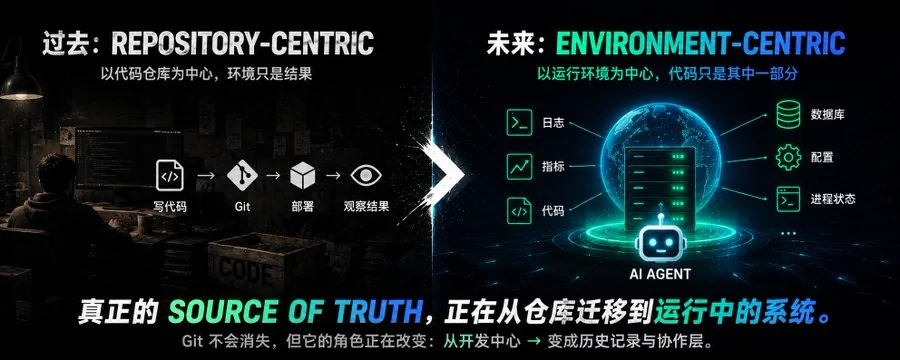 过去：REPOSITORY-CENTRIC
以代码仓库为中心，环境只是结果
写代码
Git
部署
观察结果
CODE
未来：ENVIRONMENT-CENTRIC
以运行环境为中心，代码只是其中一部分
日志
指标
代码
数据库
配置
进程状态
...
AI AGENT
真正的 SOURCE OF TRUTH，正在从仓库迁移到运行中的系统。
Git 不会消失，但它的角色正在改变：从开发中心 → 变成历史记录与协作层。